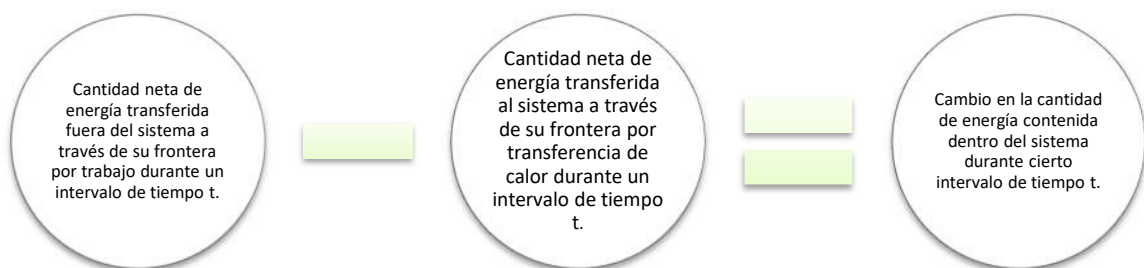 Cantidad neta de
energía transferida
fuera del sistema a
través de su frontera
por trabajo durante un
intervalo de tiempo t.
Cantidad neta de
energía transferida
al sistema a través
de su frontera por
transferencia de
calor durante un
intervalo de tiempo
t.
Cambio en la cantidad
de energía contenida
dentro del sistema
durante cierto
intervalo de tiempo t.